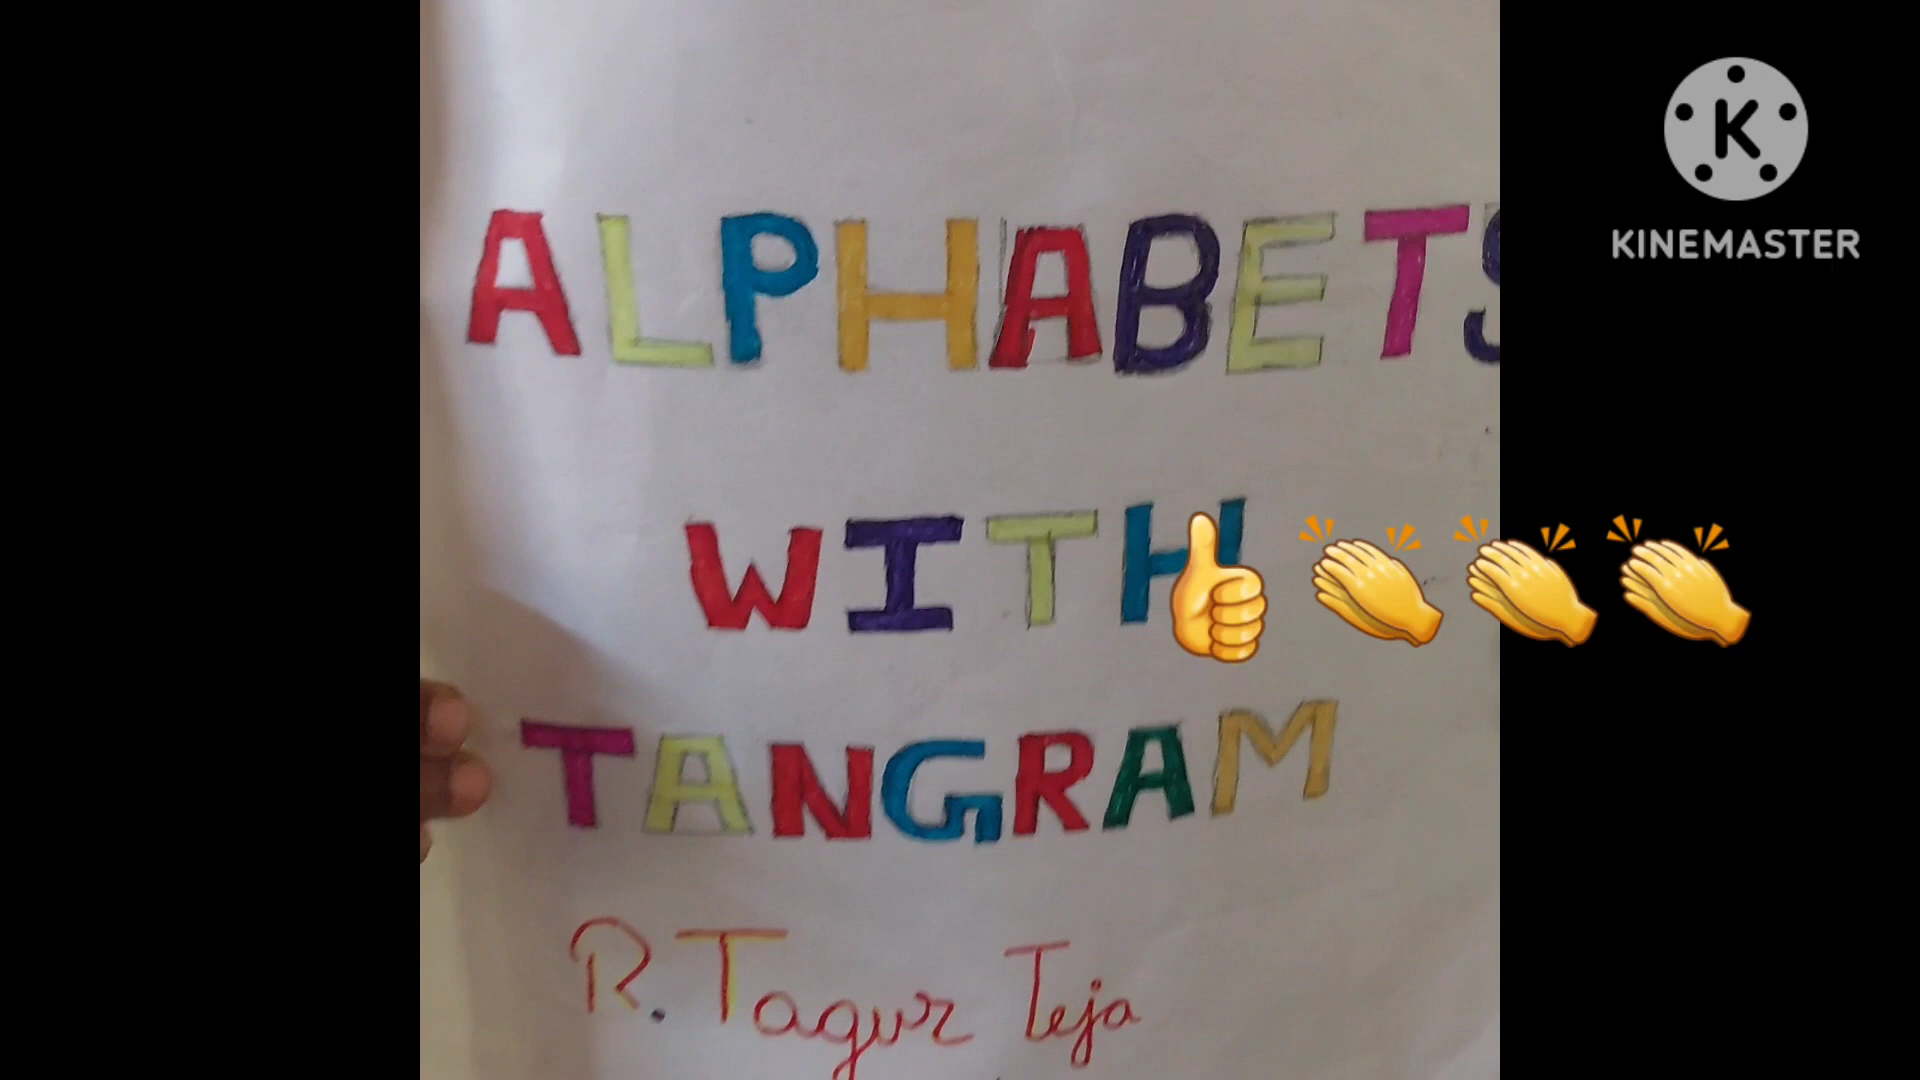 ALPHABETS
WITH
TANGRAM
R. Tagur Teja
K
KINEMASTER